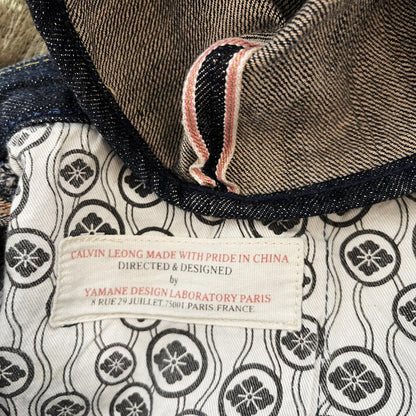 CALVIN LEONG MADE WITH PRIDE IN CHINA
DIRECTED & DESIGNED
by
YAMANE DESIGN LABORATORY PARIS
8 RUE 29 JUILLET. 75001 PARIS. FRANCE